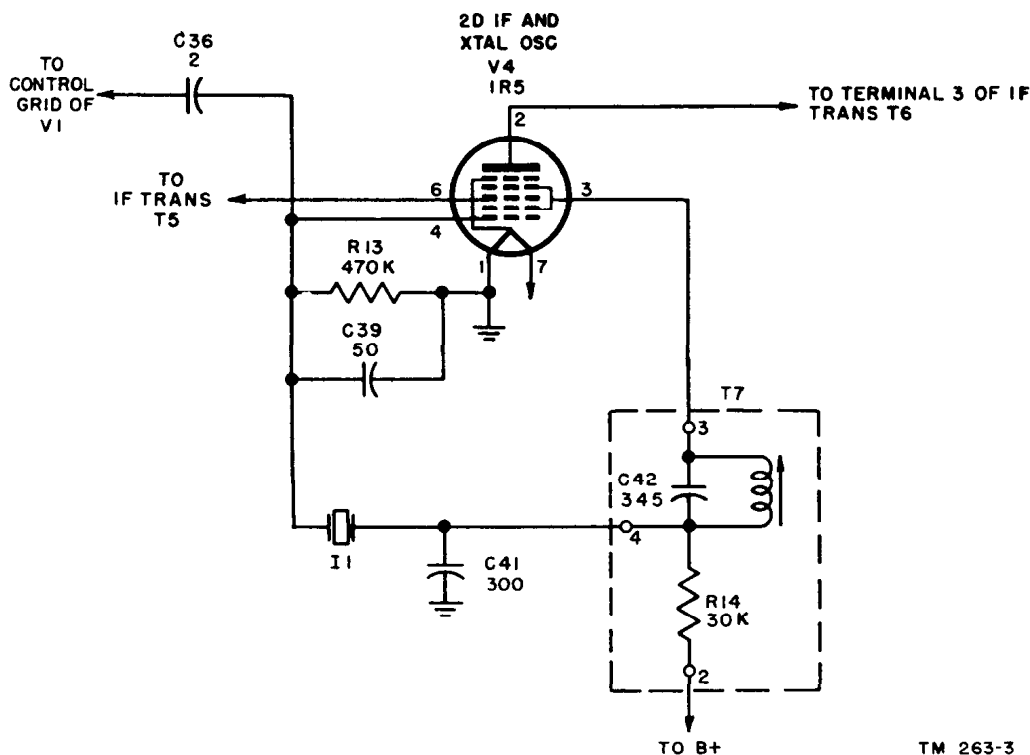 2D IF AND
XTAL OSC
V4
1R5
C36
2
TO
CONTROL
GRID OF
V1
2
TO TERMINAL 3 OF IF
TRANS T6
TO
IF TRANS
T5
6
3
4
R13
470K
1
7
C39
50
T7
3
C42
345
4
I1
C41
300
R14
30K
2
TO B+
TM 263-3